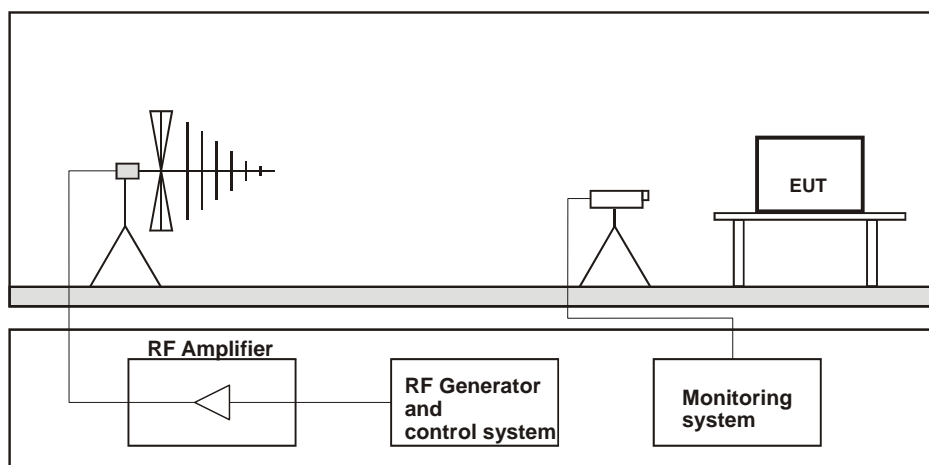 EUT
RF Amplifier
RF Generator
and
control system
Monitoring
system